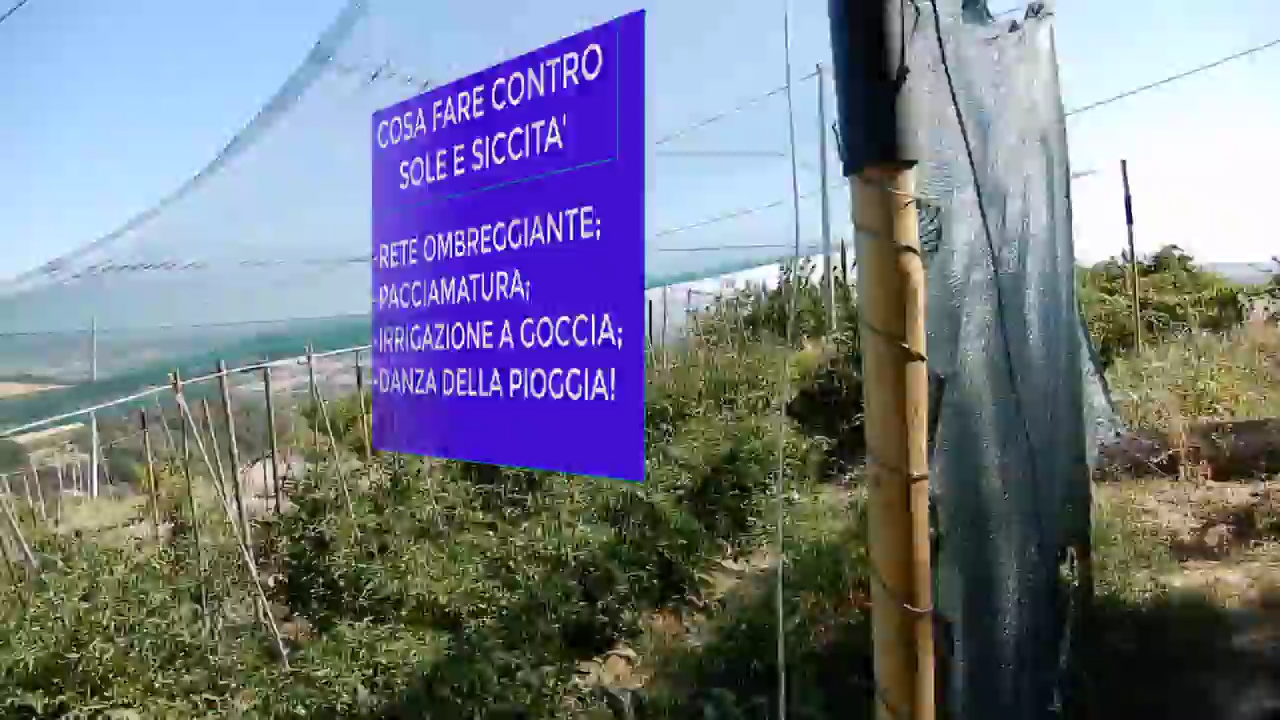 COSA FARE CONTRO
SOLE E SICCITA'
-RETE OMBREGGIANTE;
-PACCIAMATURA;
-IRRIGAZIONE A GOCCIA;
-DANZA DELLA PIOGGIA!